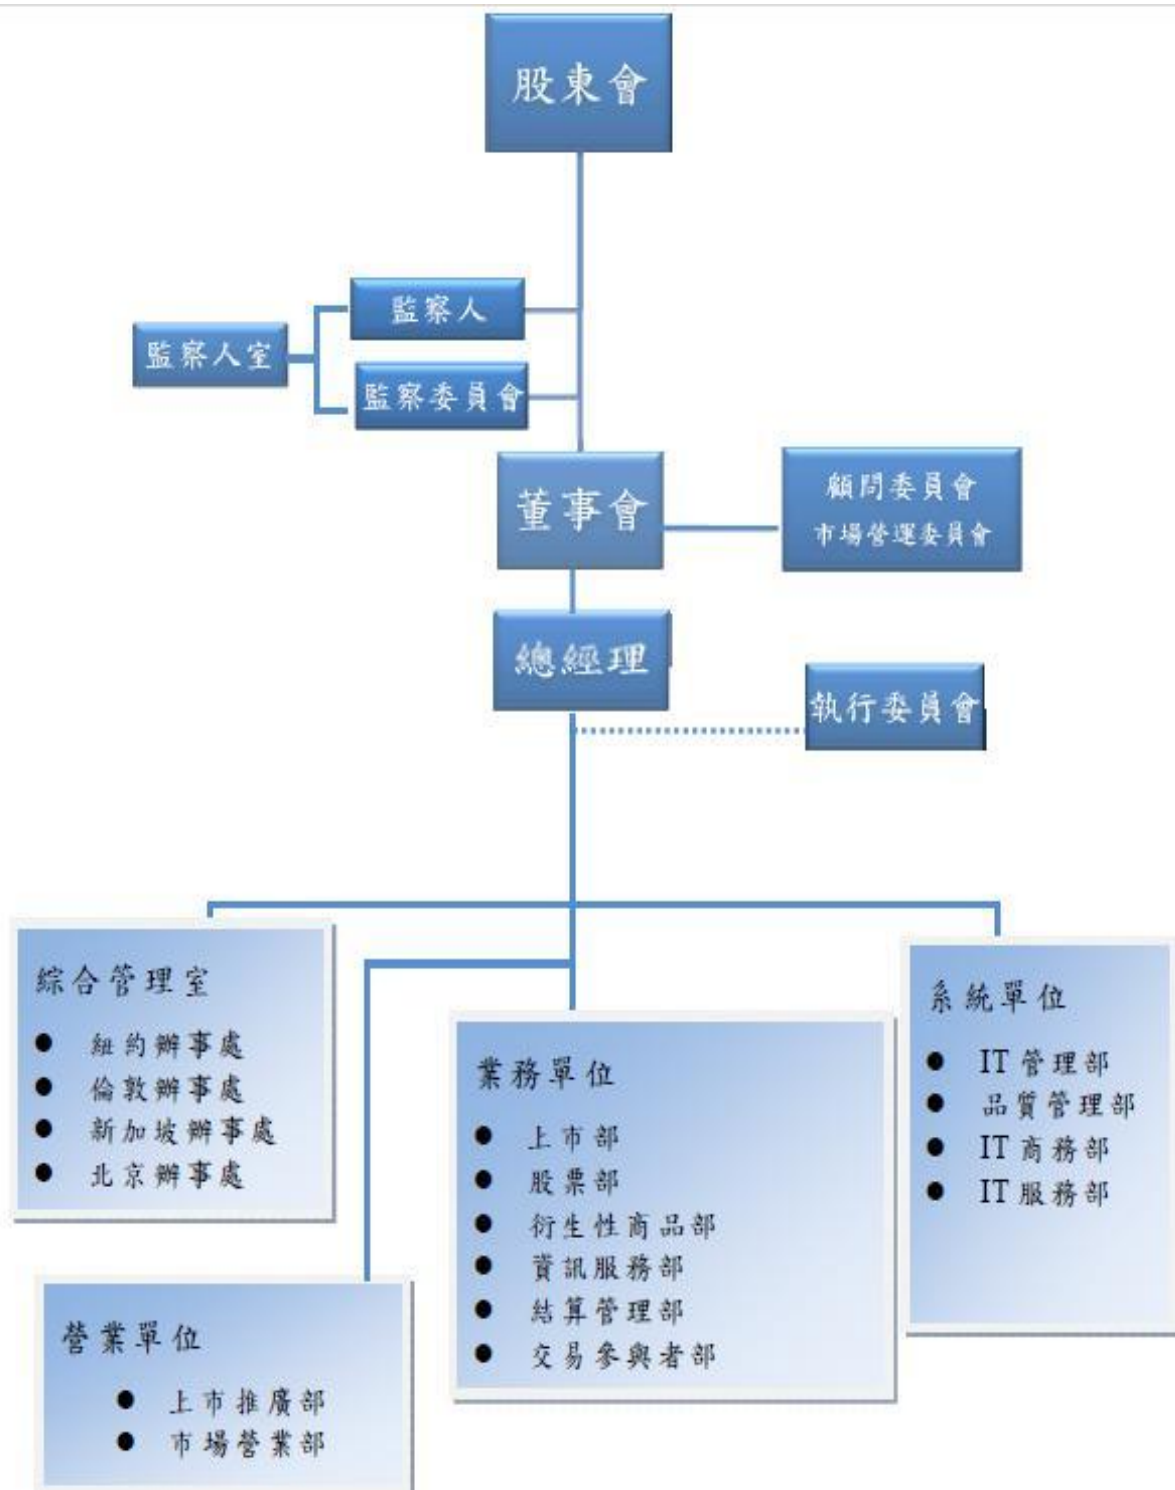 股東會
監察人
監察人室
監察委員會
董事會
顧問委員會
市場營運委員會
總經理
執行委員會
綜合管理室
● 紐約辦事處
● 倫敦辦事處
● 新加坡辦事處
● 北京辦事處
營業單位
● 上市推廣部
● 市場營業部
業務單位
● 上市部
● 股票部
● 衍生性商品部
● 資訊服務部
● 結算管理部
● 交易參與者部
系統單位
● IT 管理部
● 品質管理部
● IT 商務部
● IT 服務部